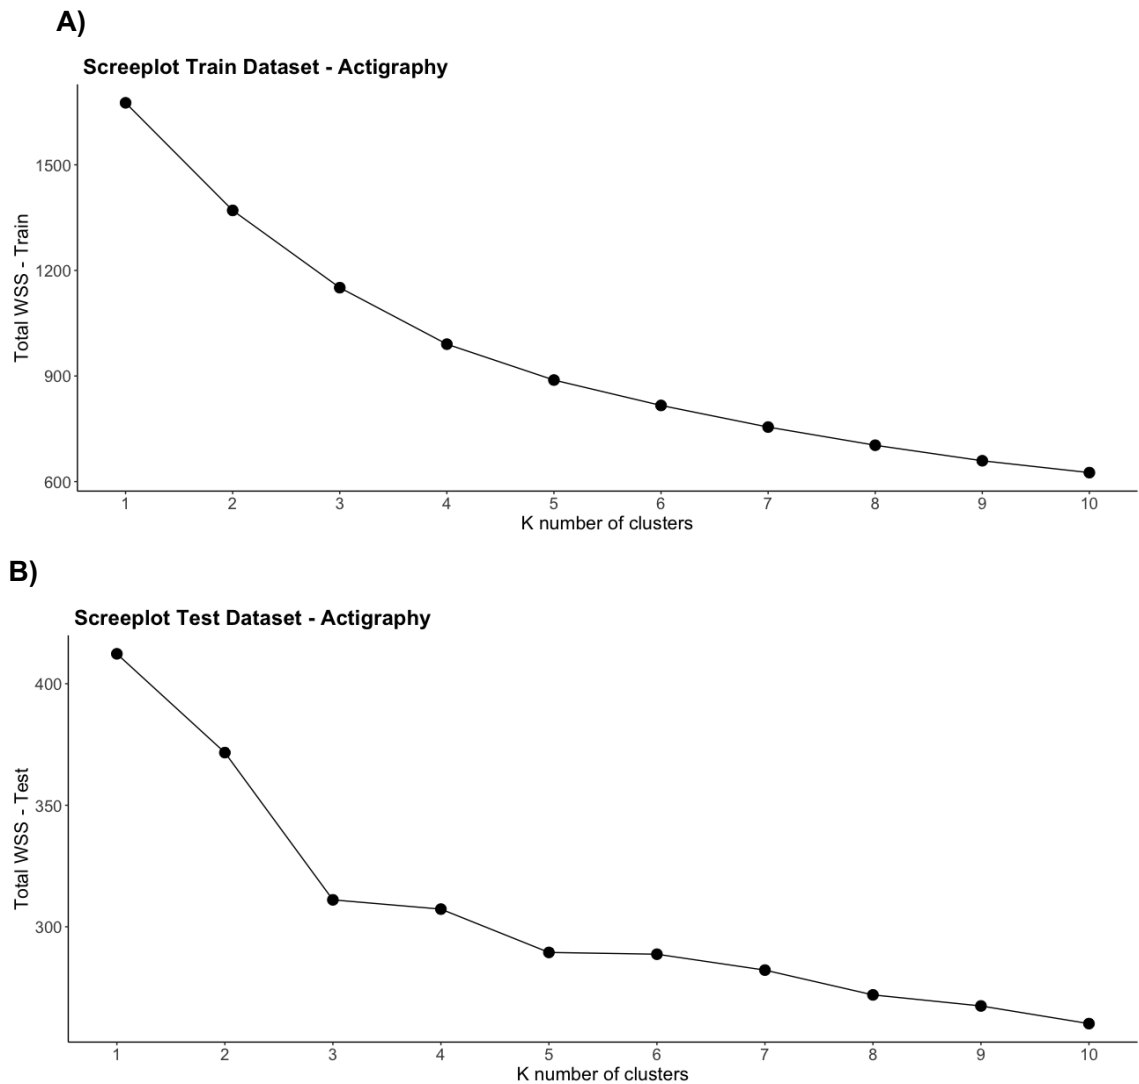 A)
Screeplot Train Dataset - Actigraphy
Total WSS - Train
1500
1200
900
600
1 2 3 4 5 6 7 8 9 10
K number of clusters
B)
Screeplot Test Dataset - Actigraphy
Total WSS - Test
400
350
300
1 2 3 4 5 6 7 8 9 10
K number of clusters